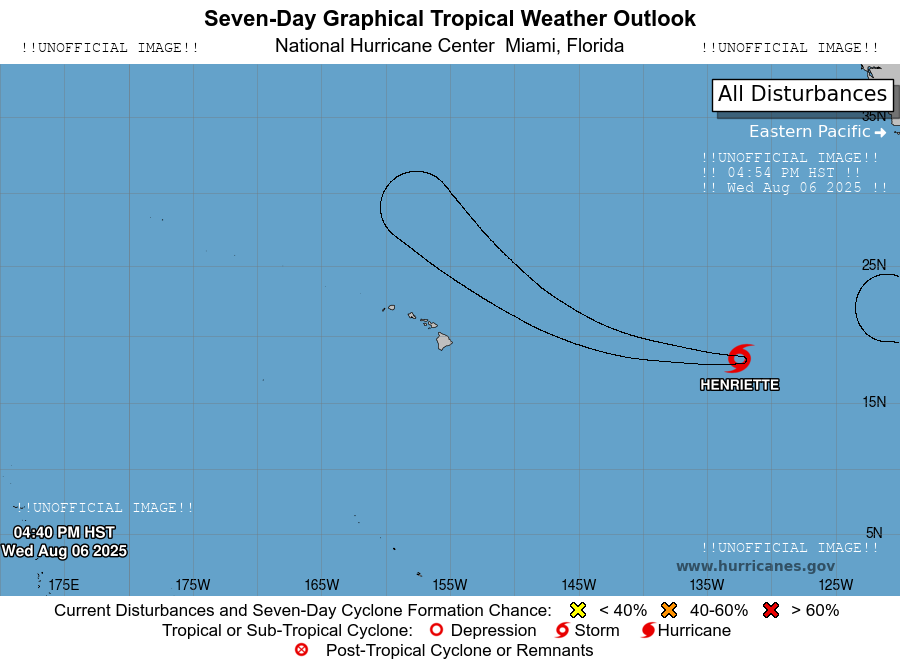 Seven-Day Graphical Tropical Weather Outlook
!!UNOFFICIAL IMAGE!!
National Hurricane Center  Miami, Florida
!!UNOFFICIAL IMAGE!!
All Disturbances
35N
Eastern Pacific
!!UNOFFICIAL IMAGE!!
!! 04:54 PM HST !!
!! Wed Aug 06 2025 !!
25N
HENRIETTE
15N
!!UNOFFICIAL IMAGE!!
04:40 PM HST
Wed Aug 06 2025
5N
!!UNOFFICIAL IMAGE!!
www.hurricanes.gov
175E 175W 165W 155W 145W 135W 125W
Current Disturbances and Seven-Day Cyclone Formation Chance: < 40% 40-60% > 60%
Tropical or Sub-Tropical Cyclone: Depression Storm Hurricane
Post-Tropical Cyclone or Remnants